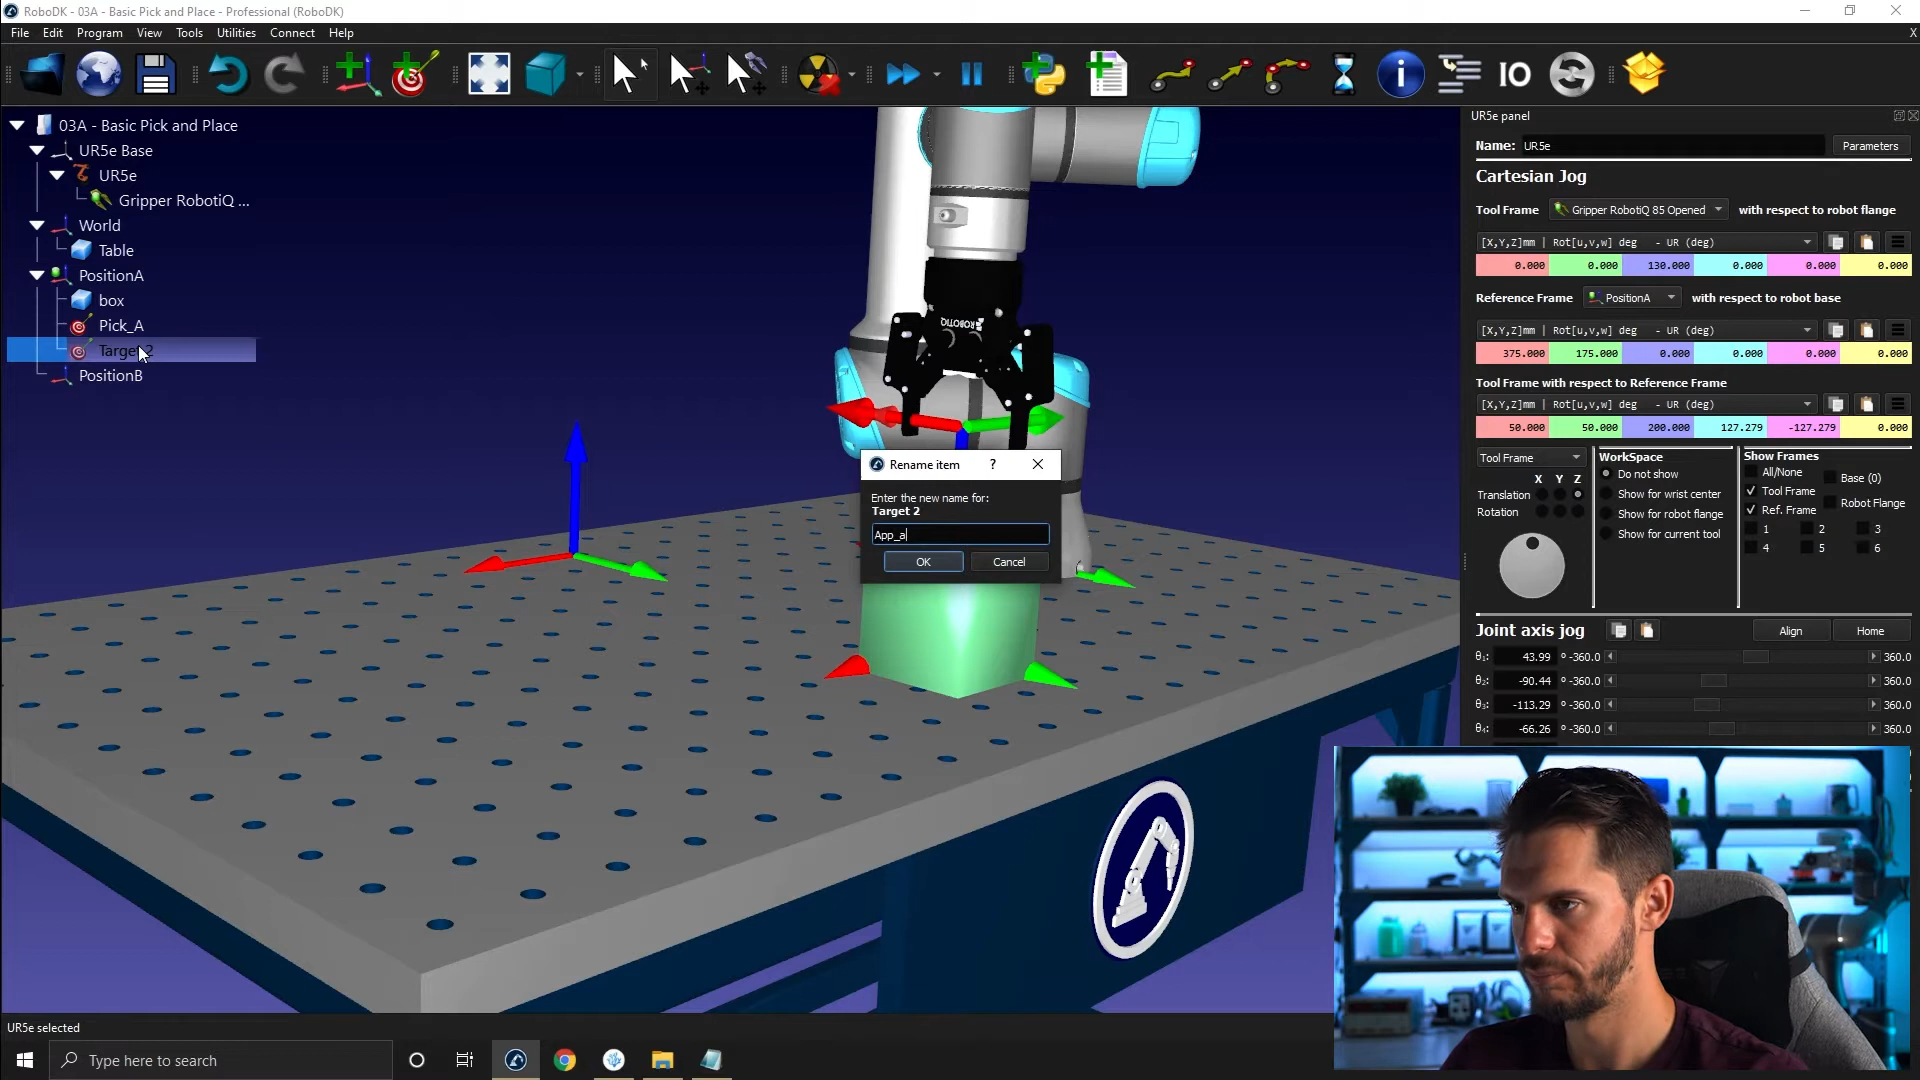 RoboDK - 03A - Basic Pick and Place - Professional (RoboDK)
File Edit Program View Tools Utilities Connect Help
X
IO
03A - Basic Pick and Place
UR5e Base
UR5e
Gripper RobotiQ ...
World
Table
PositionA
box
Pick_A
Target 2
PositionB
ROBOTIQ
Rename item ?
Enter the new name for:
Target 2
App_a
OK Cancel
UR5e panel
Name: UR5e Parameters
Cartesian Jog
Tool Frame Gripper RobotiQ 85 Opened with respect to robot flange
[X,Y,Z]mm | Rot[u,v,w] deg - UR (deg)
0.000 0.000 130.000 0.000 0.000 0.000
Reference Frame PositionA with respect to robot base
[X,Y,Z]mm | Rot[u,v,w] deg - UR (deg)
375.000 175.000 0.000 0.000 0.000 0.000
Tool Frame with respect to Reference Frame
[X,Y,Z]mm | Rot[u,v,w] deg - UR (deg)
50.000 50.000 200.000 127.279 -127.279 0.000
Tool Frame
X Y Z
Translation
Rotation
WorkSpace
Do not show
Show for wrist center
Show for robot flange
Show for current tool
Show Frames
All/None Base (0)
Tool Frame
Robot Flange
Ref. Frame
1 2 3
4 5 6
Joint axis jog Align Home
θ₁: 43.99 º -360.0 360.0
θ₂: -90.44 º -360.0 360.0
θ₃: -113.29 º -360.0 360.0
θ₄: -66.26 º -360.0 360.0
UR5e selected
Type here to search